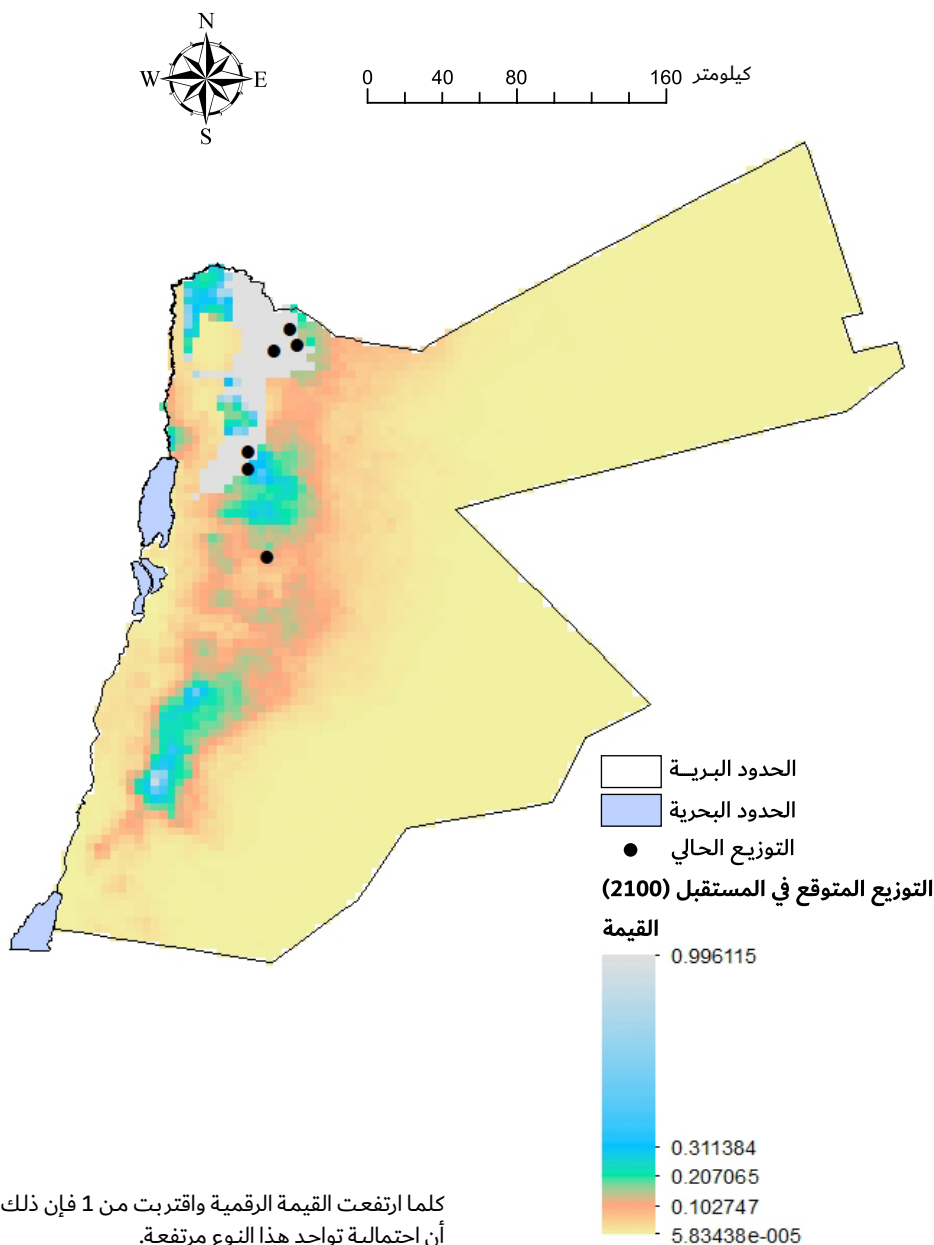 N
W E
S
0 40 80 160 كيلومتر
الحدود البريــة
الحدود البحرية
التوزيع الحالي
التوزيع المتوقع في المستقبل (2100)
القيمة
0.996115
0.311384
0.207065
0.102747
5.83438e-005
كلما ارتفعت القيمة الرقمية واقتربت من 1 فإن ذلك
أن احتمالية تواجد هذا النوع مرتفعة.